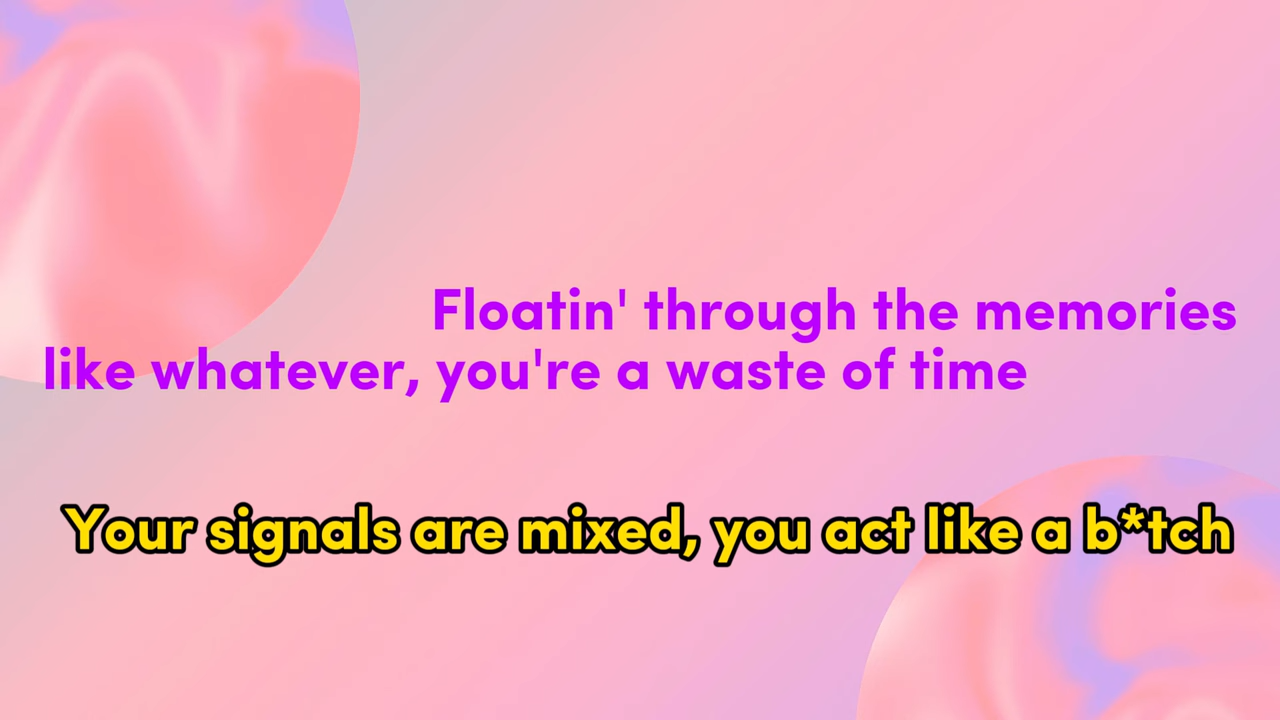 Floatin' through the memories
like whatever, you're a waste of time
Your signals are mixed, you act like a b*tch